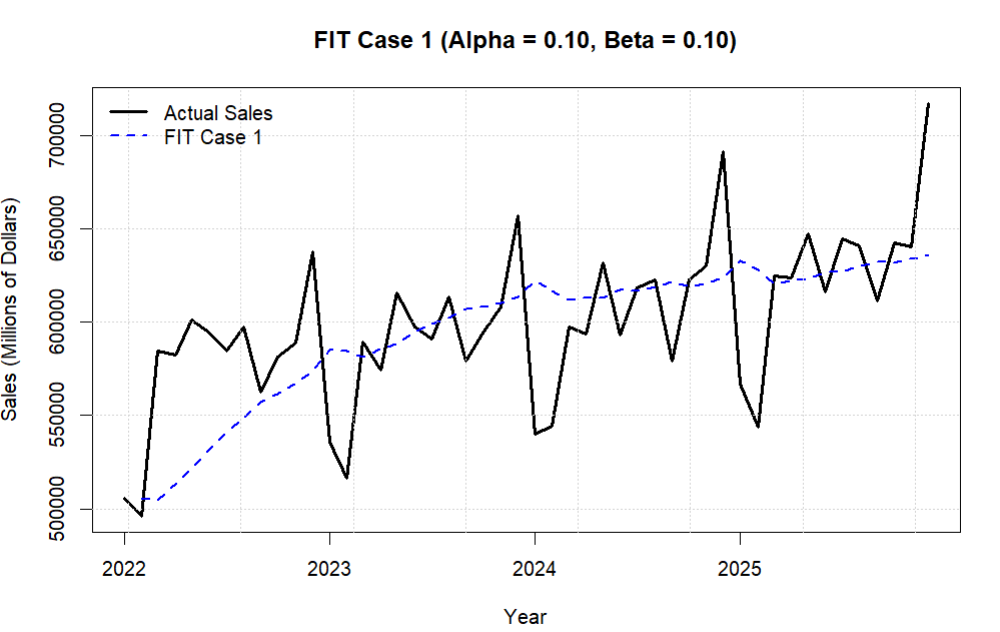 FIT Case 1 (Alpha = 0.10, Beta = 0.10)
Actual Sales
FIT Case 1
Sales (Millions of Dollars)
700000
650000
600000
550000
500000
2022 2023 2024 2025
Year